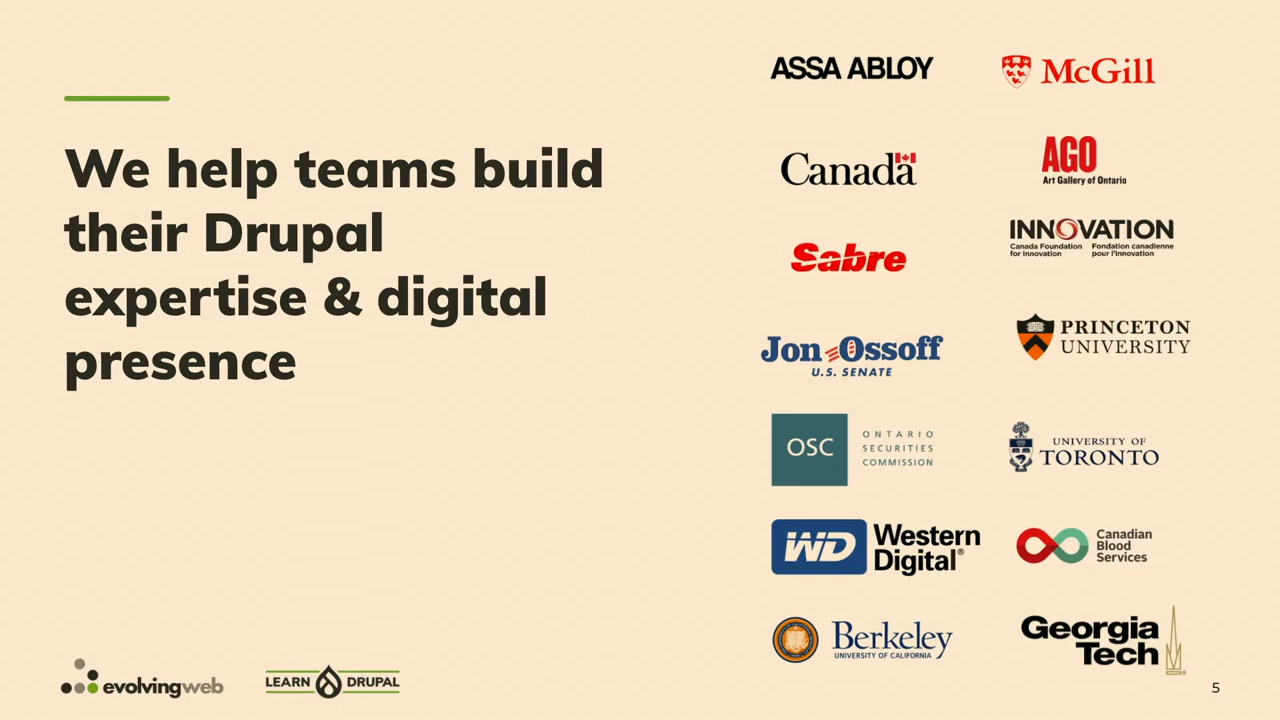 We help teams build
their Drupal
expertise & digital
presence
ASSA ABLOY
McGill
Canada
AGO
Art Gallery of Ontario
Sabre
INNOVATION
Canada Foundation
for Innovation
Fondation canadienne
pour l'innovation
Jon Ossoff
U.S. SENATE
PRINCETON
UNIVERSITY
OSC
ONTARIO
SECURITIES
COMMISSION
UNIVERSITY OF
TORONTO
WD
Western
Digital®
Canadian
Blood
Services
Berkeley
UNIVERSITY OF CALIFORNIA
Georgia
Tech
evolvingweb
LEARN DRUPAL
5